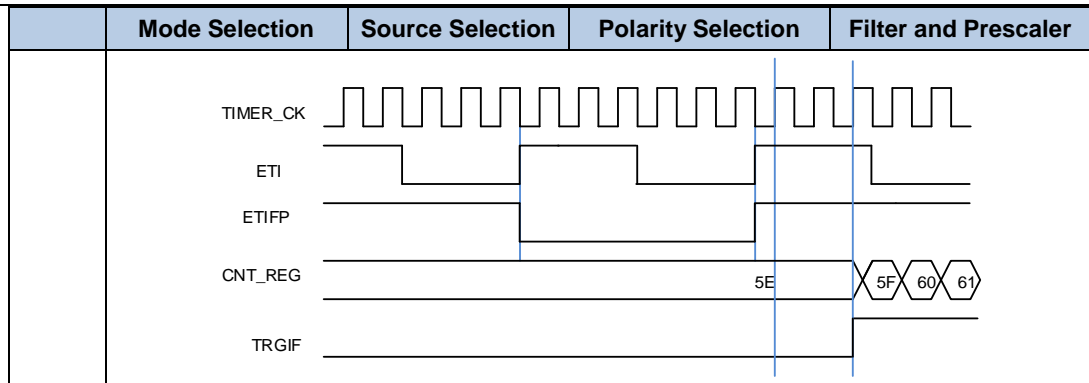 Mode Selection Source Selection Polarity Selection Filter and Prescaler
TIMER_CK
ETI
ETIFP
CNT_REG 5E 5F 60 61
TRGIF